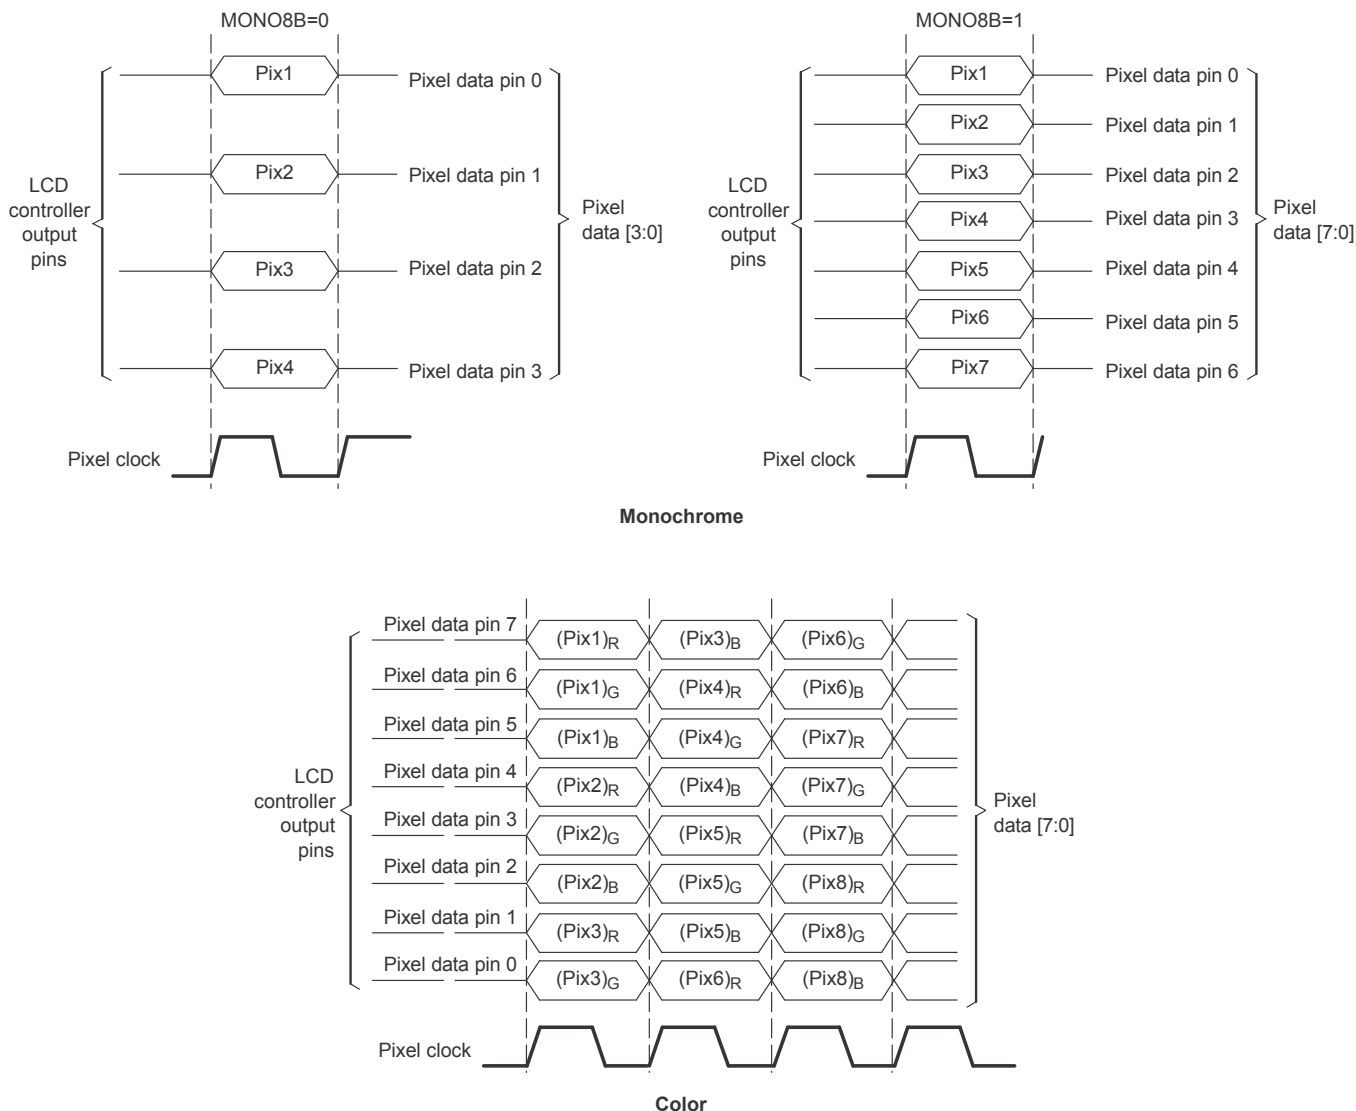 MONO8B=0
Pix1
Pixel data pin 0
Pix2
Pixel data pin 1
Pix3
Pixel data pin 2
Pix4
Pixel data pin 3
LCD
controller
output
pins
Pixel
data [3:0]
Pixel clock
MONO8B=1
Pix1
Pixel data pin 0
Pix2
Pixel data pin 1
Pix3
Pixel data pin 2
Pix4
Pixel data pin 3
Pix5
Pixel data pin 4
Pix6
Pixel data pin 5
Pix7
Pixel data pin 6
LCD
controller
output
pins
Pixel
data [7:0]
Pixel clock
Monochrome
Pixel data pin 7 (Pix1)R (Pix3)B (Pix6)G
Pixel data pin 6 (Pix1)G (Pix4)R (Pix6)B
Pixel data pin 5 (Pix1)B (Pix4)G (Pix7)R
Pixel data pin 4 (Pix2)R (Pix4)B (Pix7)G
Pixel data pin 3 (Pix2)G (Pix5)R (Pix7)B
Pixel data pin 2 (Pix2)B (Pix5)G (Pix8)R
Pixel data pin 1 (Pix3)R (Pix5)B (Pix8)G
Pixel data pin 0 (Pix3)G (Pix6)R (Pix8)B
LCD
controller
output
pins
Pixel
data [7:0]
Pixel clock
Color